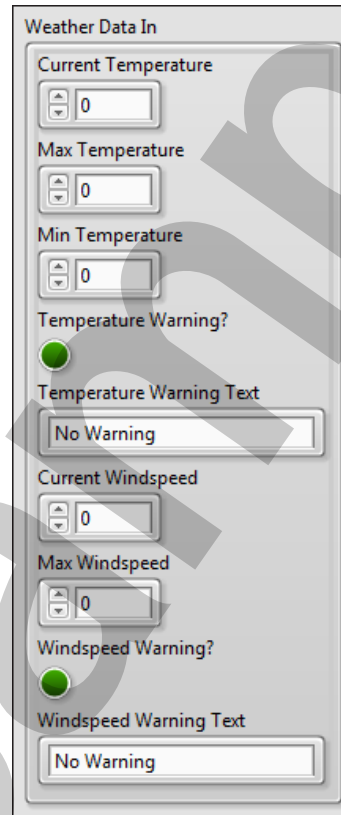 Weather Data In
Current Temperature
0
Max Temperature
0
Min Temperature
0
Temperature Warning?
Temperature Warning Text
No Warning
Current Windspeed
0
Max Windspeed
0
Windspeed Warning?
Windspeed Warning Text
No Warning